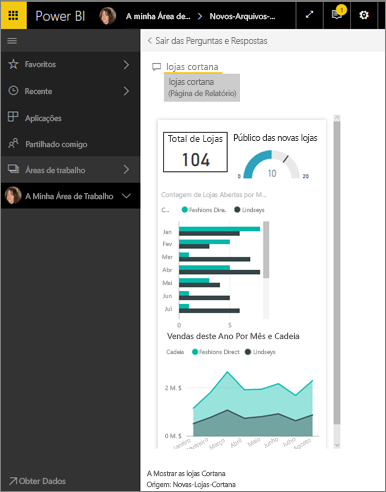 Power BI
A minha Área de...
Novos-Arquivos-...
1
Sair das Perguntas e Respostas
Favoritos
Recente
Aplicações
Partilhado comigo
Áreas de trabalho
A Minha Área de Trabalho
Obter Dados
lojas cortana
lojas cortana
(Página de Relatório)
Total de Lojas
104
Público das novas lojas
10
0
20
Contagem de Lojas Abertas por M...
C...
Fashions Dire..
Lindseys
Jan
Fev
Mar
Abr
Mai
Jun
Jul
0
5
Vendas deste Ano Por Mês e Cadeia
Cadeia
Fashions Direct
Lindseys
2 M. $
0 M. $
Janeiro
Março
Abril
Maio
Junho
Julho
Agosto
A Mostrar as lojas Cortana
Origem: Novas-Lojas-Cortana